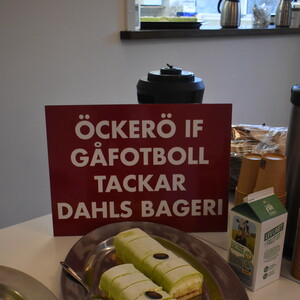 ÖCKERÖ IF
GÅFOTBOLL
TACKAR
DAHLS BAGERI